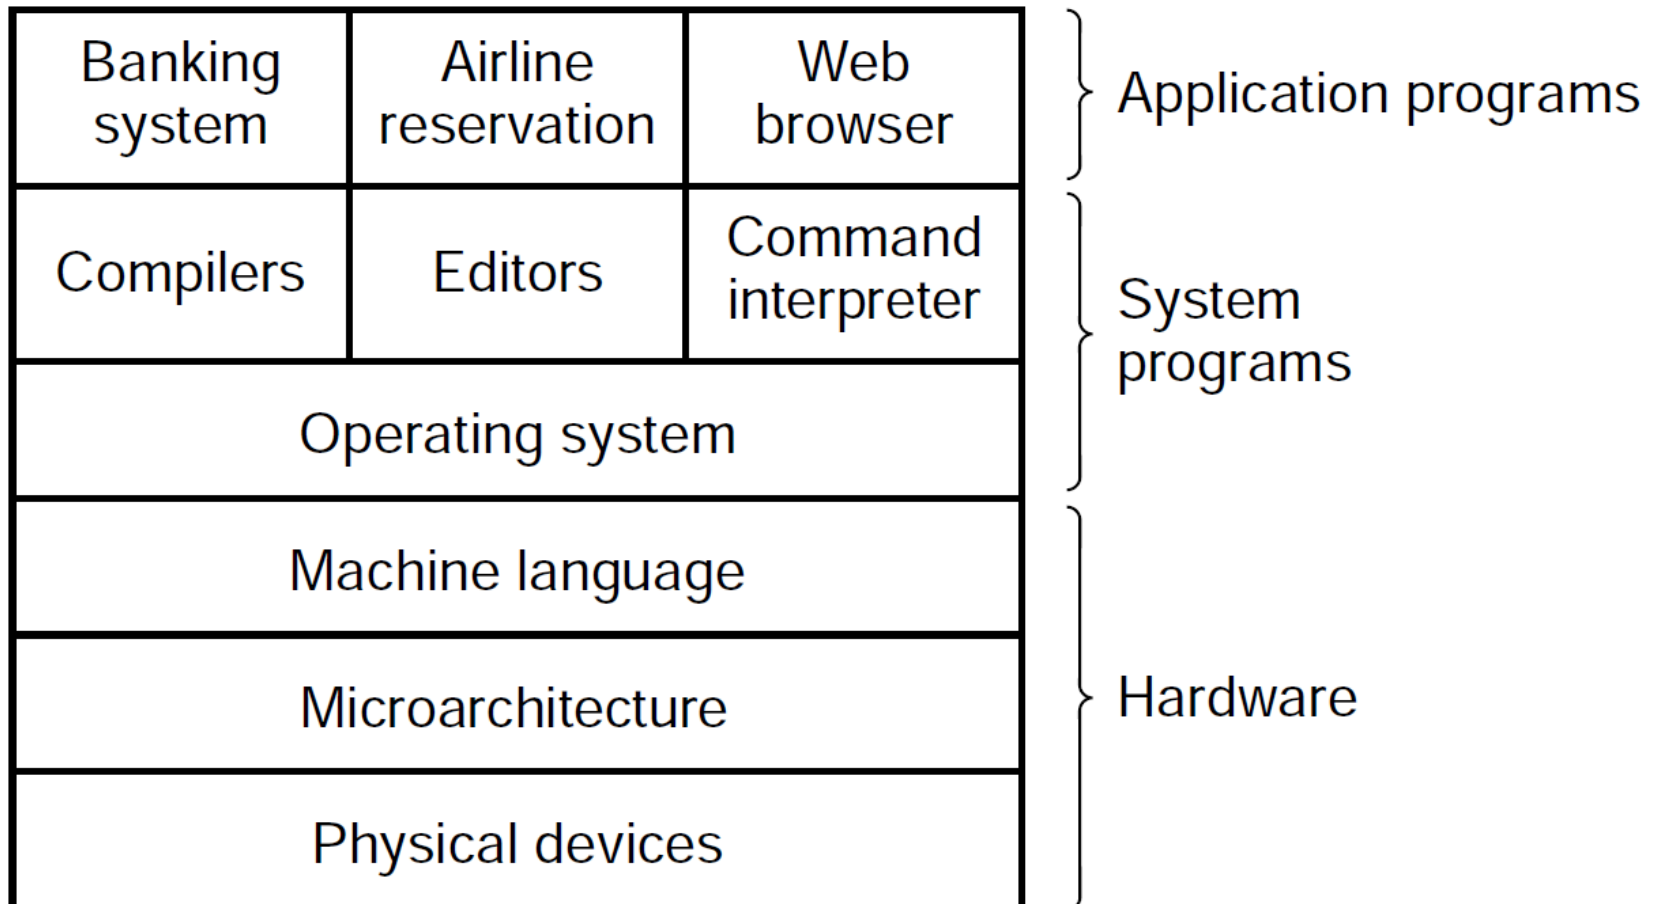 Banking
system
Airline
reservation
Web
browser
Application programs
Compilers
Editors
Command
interpreter
System
programs
Operating system
Machine language
Microarchitecture
Hardware
Physical devices